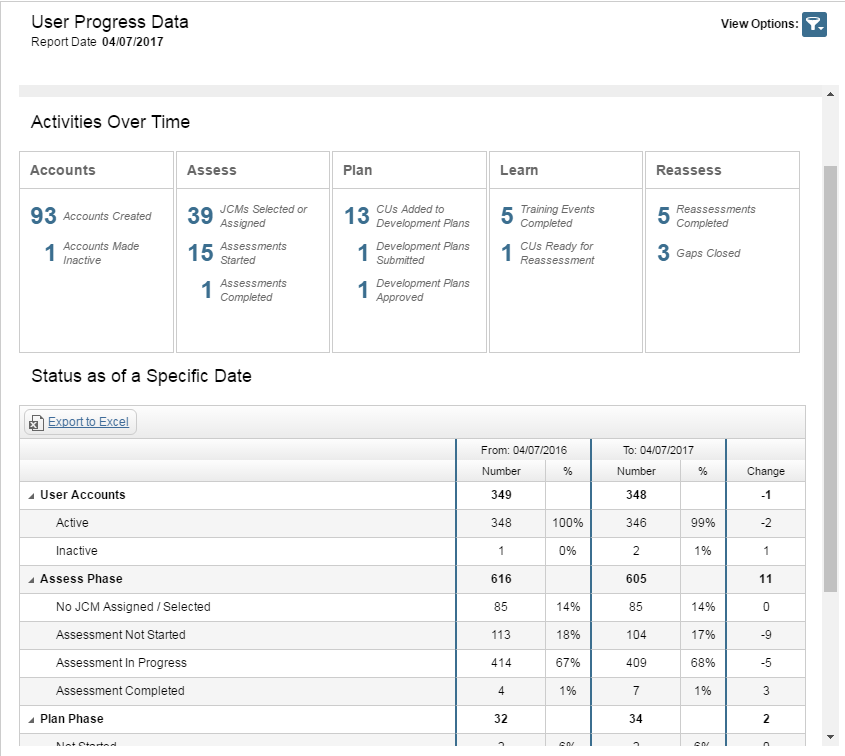 User Progress Data
View Options:
Report Date 04/07/2017
Activities Over Time
Accounts
93 Accounts Created
1 Accounts Made
Inactive
Assess
39 JCMs Selected or
Assigned
15 Assessments
Started
1 Assessments
Completed
Plan
13 CUs Added to
Development Plans
1 Development Plans
Submitted
1 Development Plans
Approved
Learn
5 Training Events
Completed
1 CUs Ready for
Reassessment
Reassess
5 Reassessments
Completed
3 Gaps Closed
Status as of a Specific Date
Export to Excel
From: 04/07/2016 To: 04/07/2017
Number % Number % Change
User Accounts 349 348 -1
Active 348 100% 346 99% -2
Inactive 1 0% 2 1% 1
Assess Phase 616 605 11
No JCM Assigned / Selected 85 14% 85 14% 0
Assessment Not Started 113 18% 104 17% -9
Assessment In Progress 414 67% 409 68% -5
Assessment Completed 4 1% 7 1% 3
Plan Phase 32 34 2
Not Started